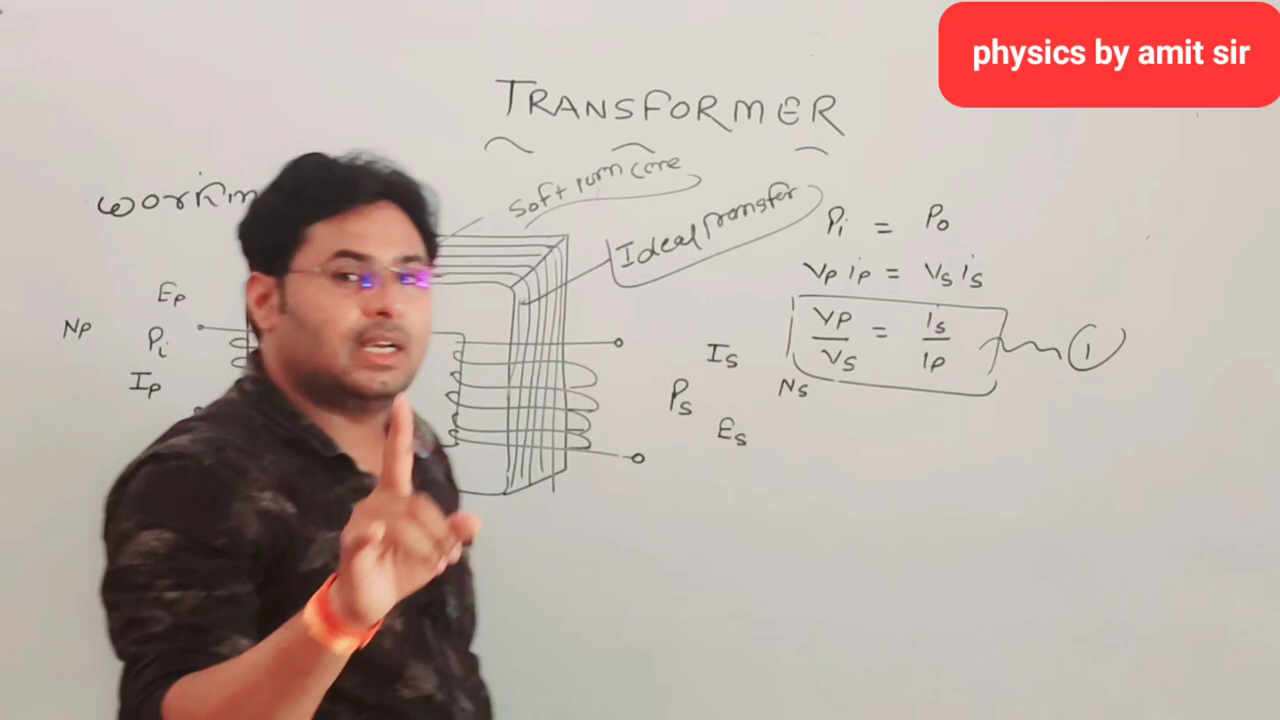 physics by amit sir
TRANSFORMER
Soft
core
Ideal transfer
Pi = Po
Vp ip = Vs is
Vp/Vs = Is/Ip
1
Ep
Np
Pi
Ip
Is
Ns
Ps
Es